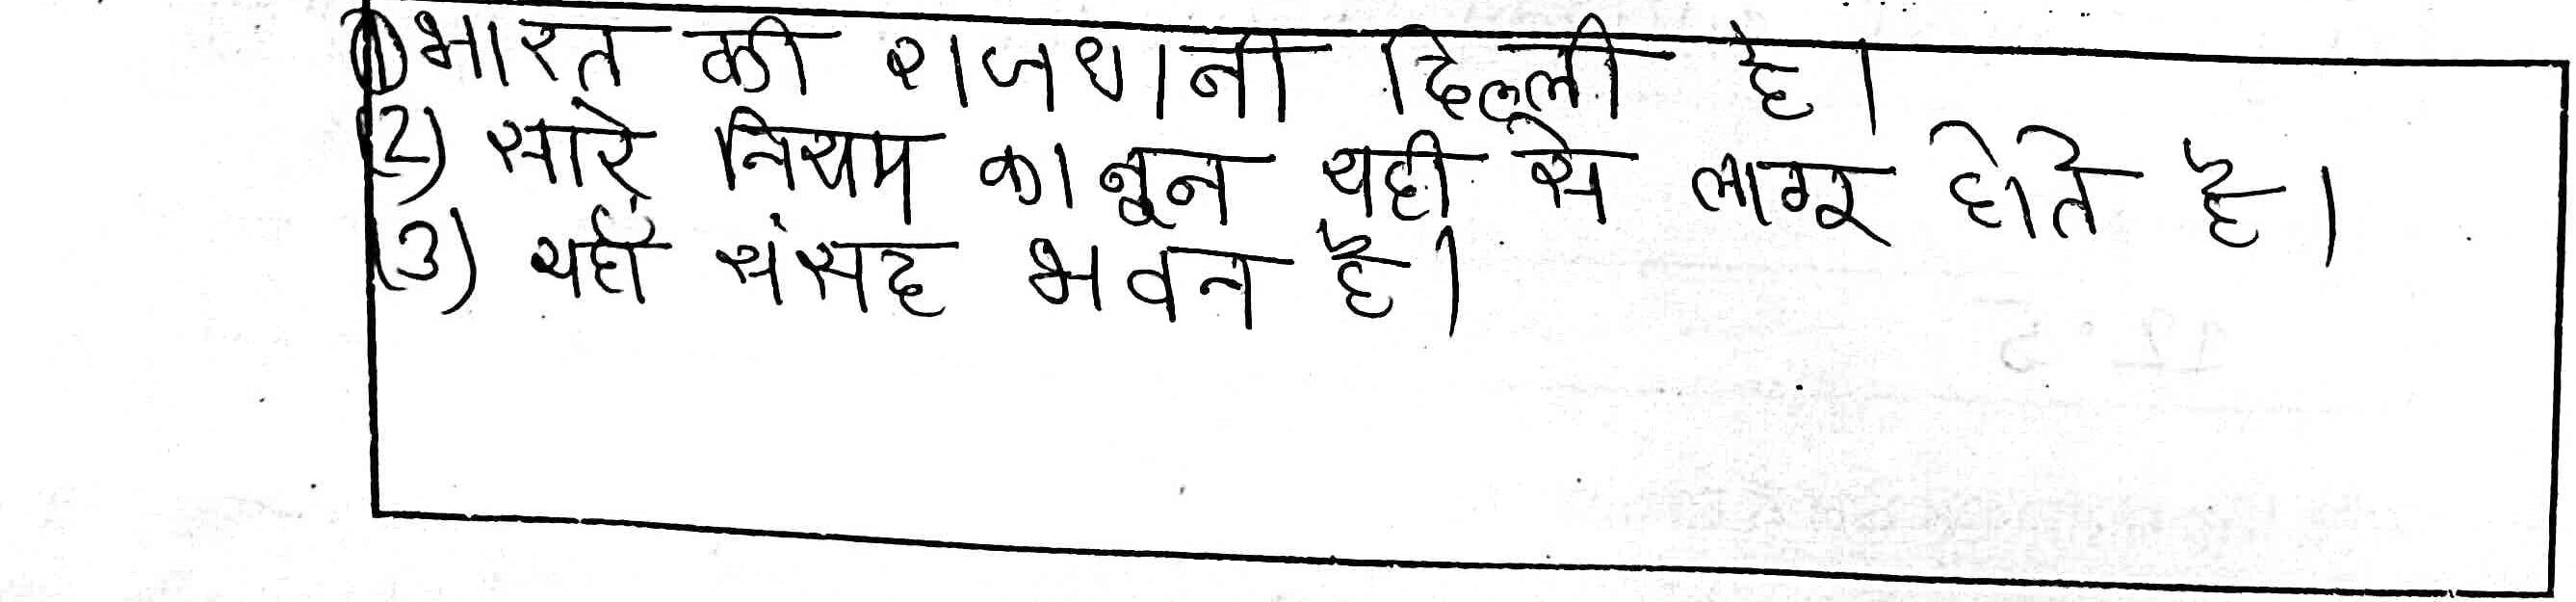 (1) भारत की राजधानी दिल्ली है।
(2) सारे नियम कानून यही से लागू होते है।
(3) यहाँ संसद भवन है।